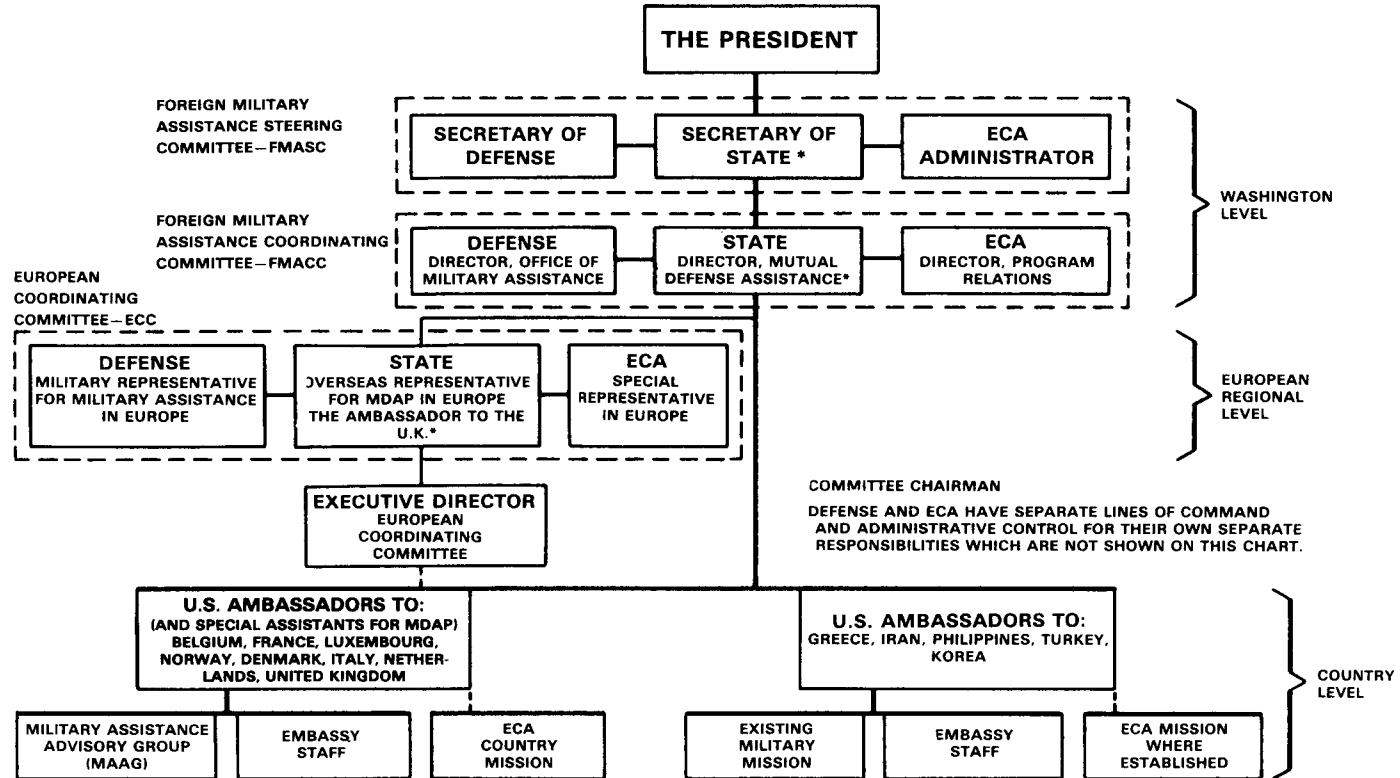 THE PRESIDENT
FOREIGN MILITARY
ASSISTANCE STEERING
COMMITTEE—FMASC
SECRETARY OF
DEFENSE
SECRETARY OF
STATE *
ECA
ADMINISTRATOR
WASHINGTON
LEVEL
FOREIGN MILITARY
ASSISTANCE COORDINATING
COMMITTEE—FMACC
DEFENSE
DIRECTOR, OFFICE OF
MILITARY ASSISTANCE
STATE
DIRECTOR, MUTUAL
DEFENSE ASSISTANCE*
ECA
DIRECTOR, PROGRAM
RELATIONS
EUROPEAN
COORDINATING
COMMITTEE—ECC
DEFENSE
MILITARY REPRESENTATIVE
FOR MILITARY ASSISTANCE
IN EUROPE
STATE
OVERSEAS REPRESENTATIVE
FOR MDAP IN EUROPE
THE AMBASSADOR TO THE
U.K.*
ECA
SPECIAL
REPRESENTATIVE
IN EUROPE
EUROPEAN
REGIONAL
LEVEL
EXECUTIVE DIRECTOR
EUROPEAN
COORDINATING
COMMITTEE
COMMITTEE CHAIRMAN
DEFENSE AND ECA HAVE SEPARATE LINES OF COMMAND
AND ADMINISTRATIVE CONTROL FOR THEIR OWN SEPARATE
RESPONSIBILITIES WHICH ARE NOT SHOWN ON THIS CHART.
U.S. AMBASSADORS TO:
(AND SPECIAL ASSISTANTS FOR MDAP)
BELGIUM, FRANCE, LUXEMBOURG,
NORWAY, DENMARK, ITALY, NETHER-
LANDS, UNITED KINGDOM
U.S. AMBASSADORS TO:
GREECE, IRAN, PHILIPPINES, TURKEY,
KOREA
COUNTRY
LEVEL
MILITARY ASSISTANCE
ADVISORY GROUP
(MAAG)
EMBASSY
STAFF
ECA
COUNTRY
MISSION
EXISTING
MILITARY
MISSION
EMBASSY
STAFF
ECA MISSION
WHERE
ESTABLISHED